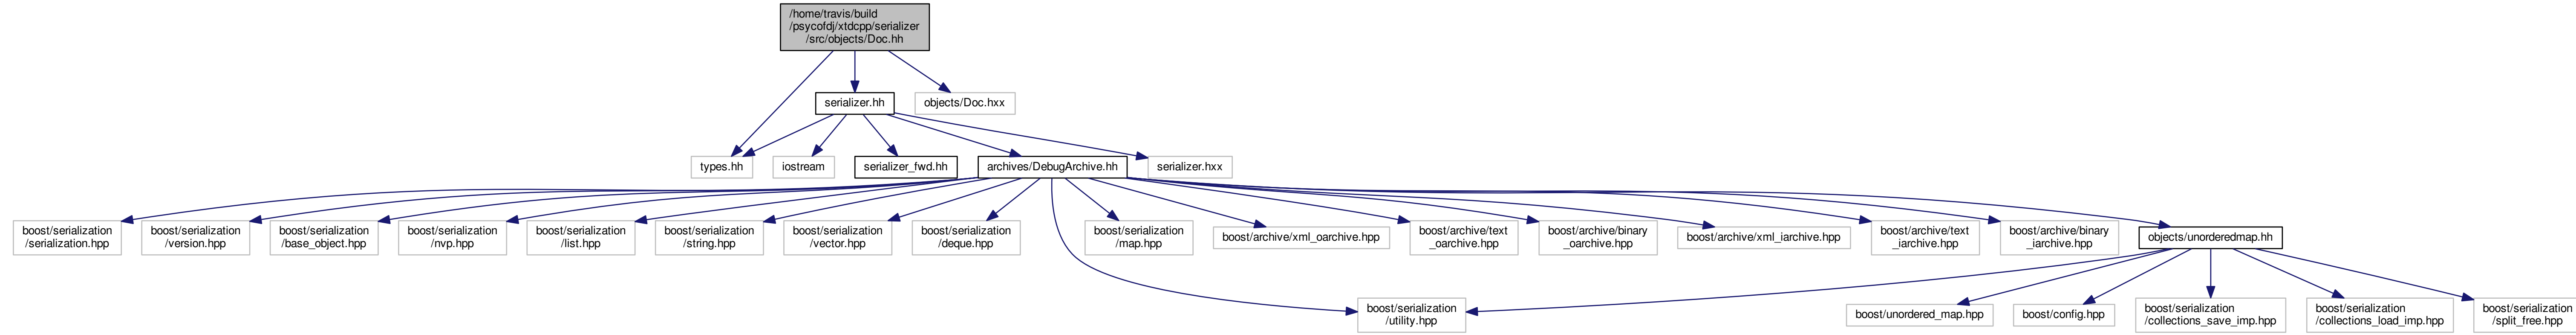 /home/travis/build
/psycofdj/xtdcpp/serializer
/src/objects/Doc.hh
serializer.hh
objects/Doc.hxx
types.hh
iostream
serializer_fwd.hh
archives/DebugArchive.hh
serializer.hxx
boost/serialization
/serialization.hpp
boost/serialization
/version.hpp
boost/serialization
/base_object.hpp
boost/serialization
/nvp.hpp
boost/serialization
/list.hpp
boost/serialization
/string.hpp
boost/serialization
/vector.hpp
boost/serialization
/deque.hpp
boost/serialization
/map.hpp
boost/archive/xml_oarchive.hpp
boost/archive/text
_oarchive.hpp
boost/archive/binary
_oarchive.hpp
boost/archive/xml_iarchive.hpp
boost/archive/text
_iarchive.hpp
boost/archive/binary
_iarchive.hpp
objects/unorderedmap.hh
boost/serialization
/utility.hpp
boost/unordered_map.hpp
boost/config.hpp
boost/serialization
/collections_save_imp.hpp
boost/serialization
/collections_load_imp.hpp
boost/serialization
/split_free.hpp